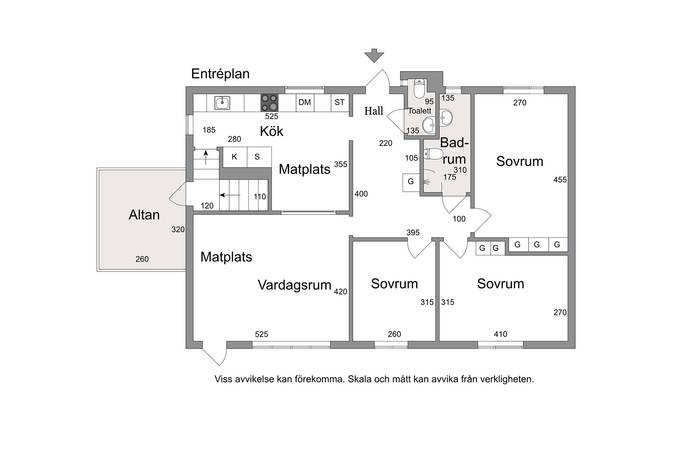 Entréplan
DM
ST
525
Kök
185
280
K
S
Matplats
355
Hall
220
400
105
G
95
Toalett
135
135
Bad-
rum
310
175
270
Sovrum
455
120
110
Altan
320
260
100
395
Matplats
Vardagsrum
420
525
Sovrum
315
260
G
G
G
G
G
315
Sovrum
270
410
Viss avvikelse kan förekomma. Skala och mått kan avvika från verkligheten.